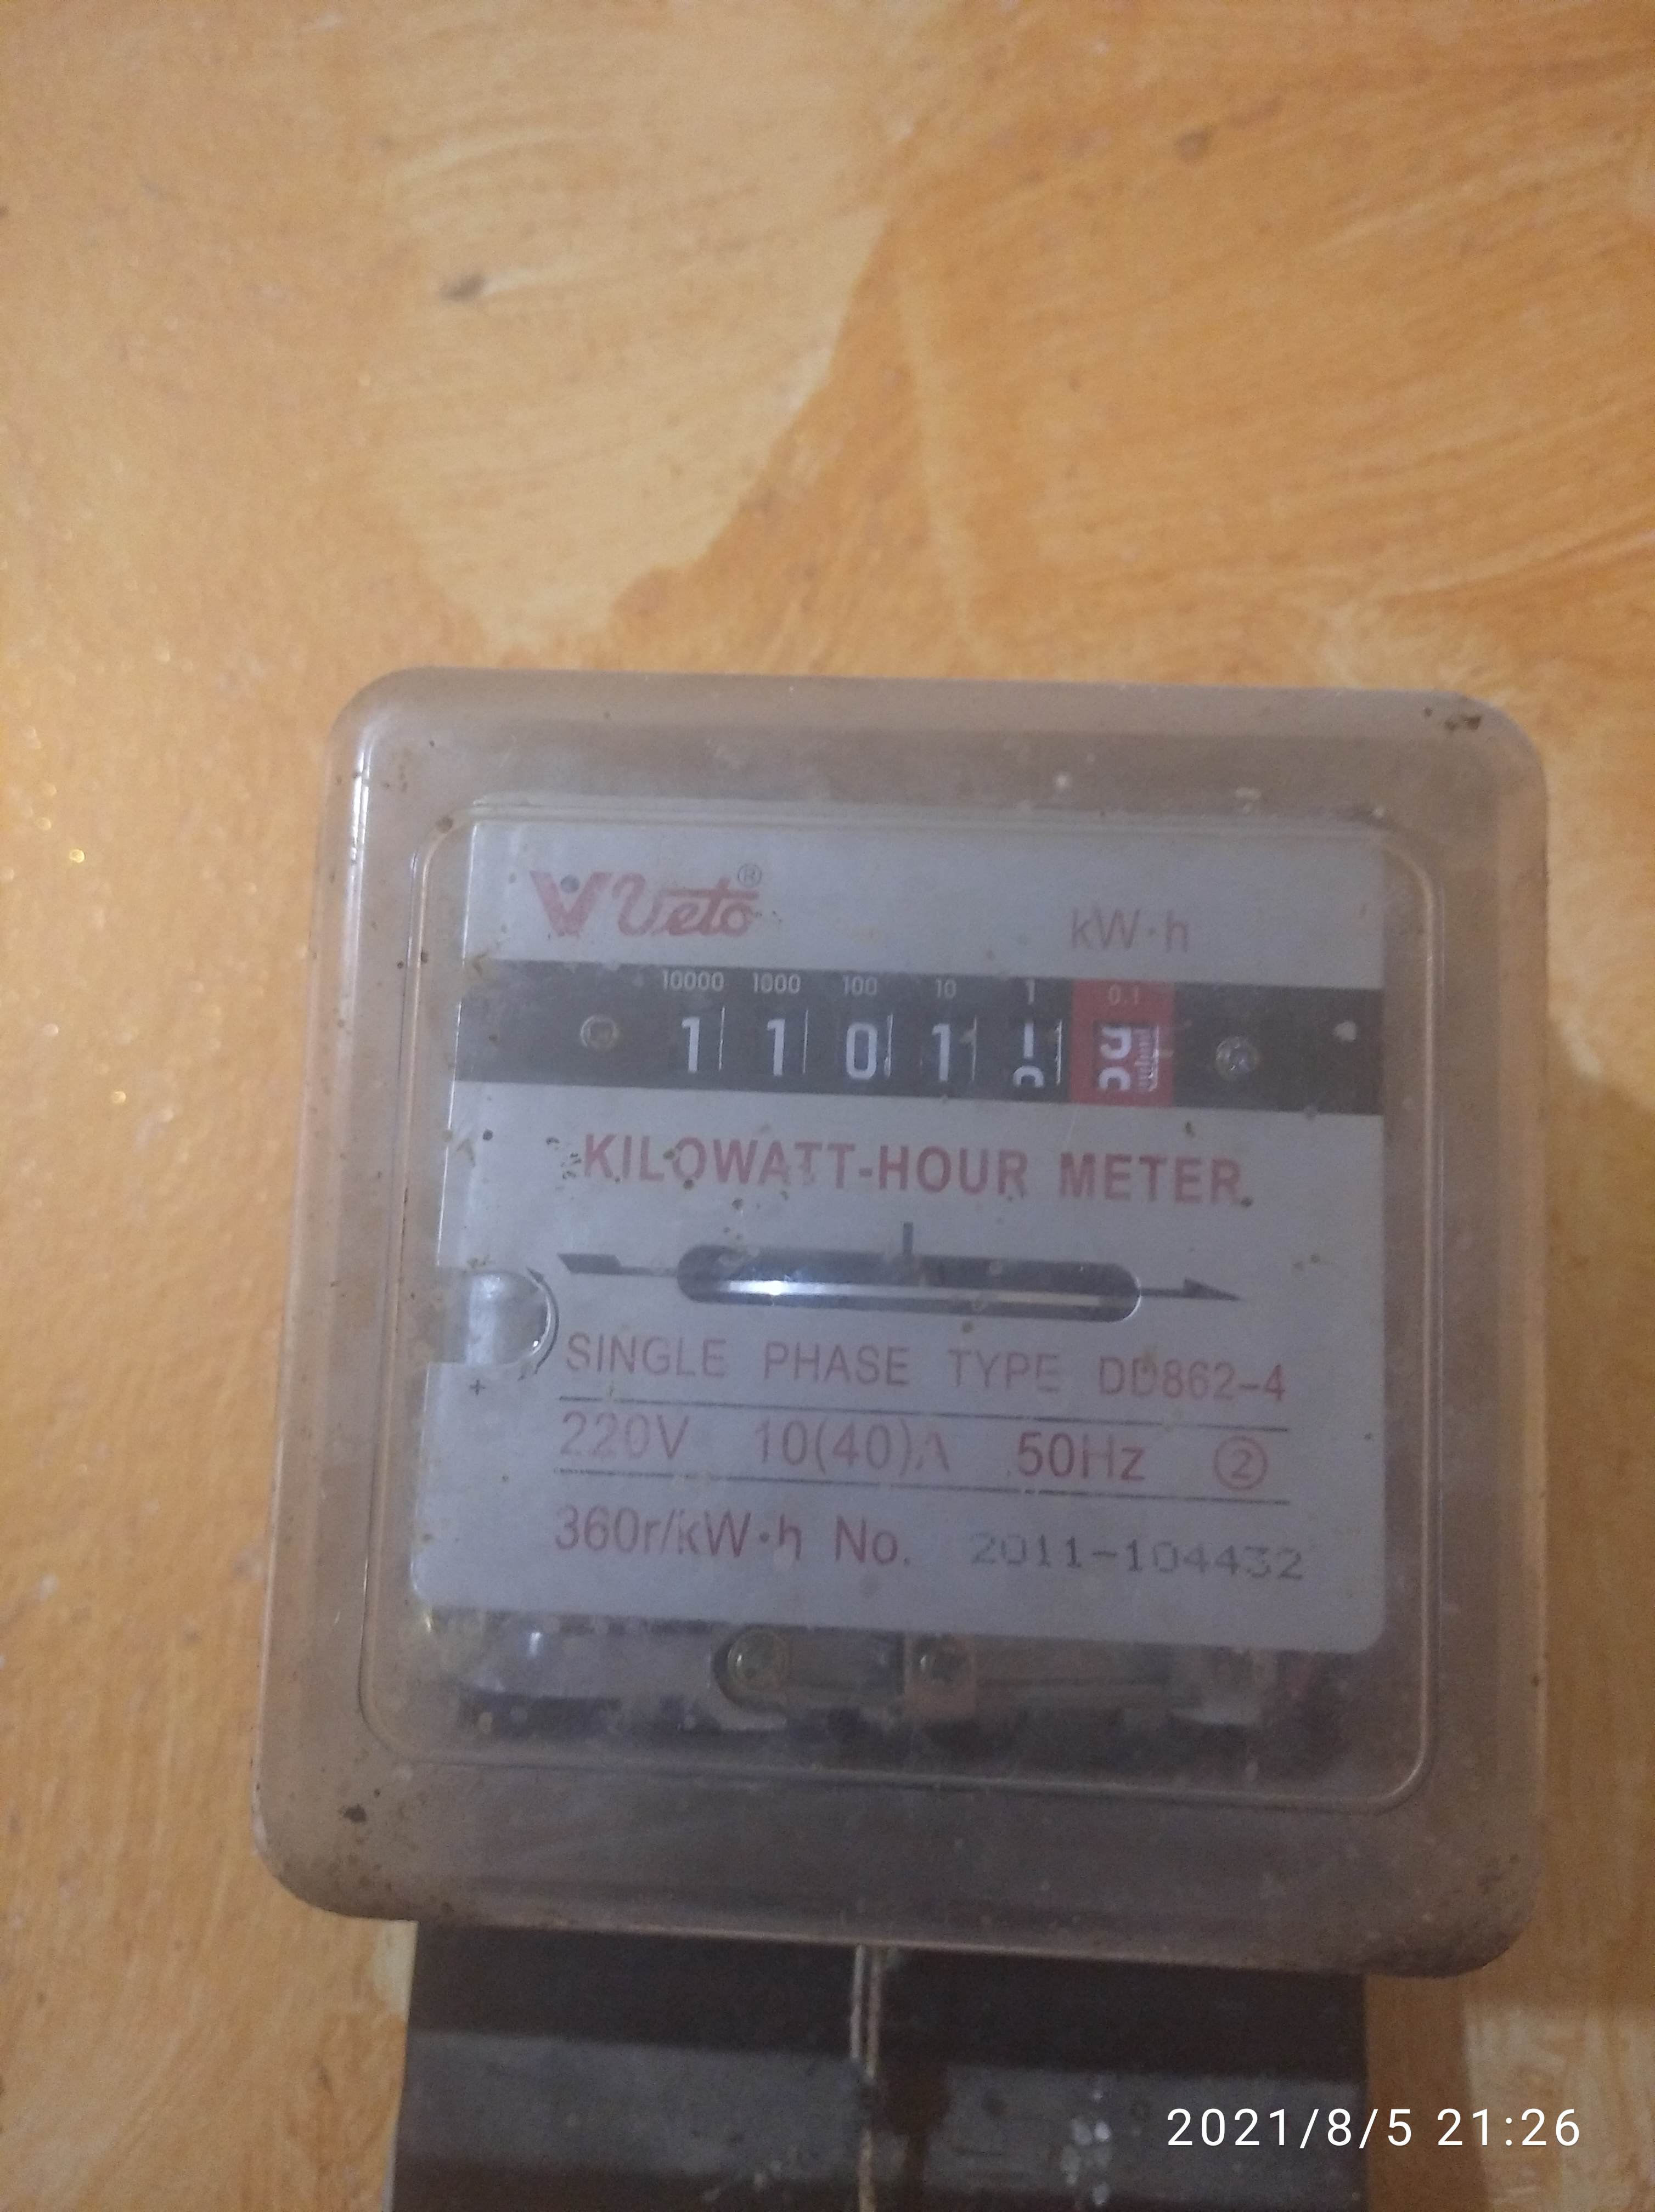 V Veto®
kW·h
10000 1000 100 10 1 0.1
1 1 0 1 1
KILOWATT-HOUR METER
SINGLE PHASE TYPE DD862-4
220V 10(40)A 50Hz ②
360r/kW·h No. 2011-104432
2021/8/5 21:26